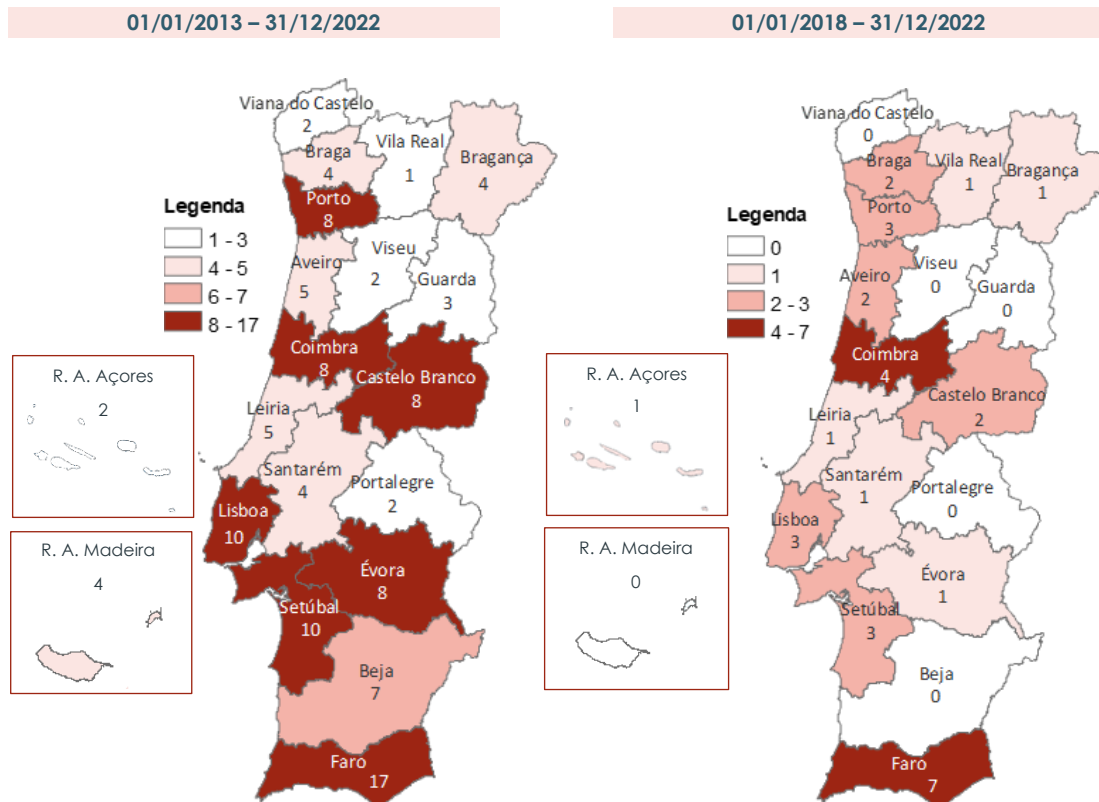 01/01/2013 – 31/12/2022
Viana do Castelo
2
Braga
4
Vila Real
1
Bragança
4
Porto
8
Legenda
1 - 3
4 - 5
6 - 7
8 - 17
Aveiro
5
Viseu
2
Guarda
3
Coimbra
8
Castelo Branco
8
R. A. Açores
2
Leiria
5
Santarém
4
Portalegre
2
Lisboa
10
R. A. Madeira
4
Évora
8
Setúbal
10
Beja
7
Faro
17
01/01/2018 – 31/12/2022
Viana do Castelo
0
Braga
2
Vila Real
1
Bragança
1
Porto
3
Legenda
0
1
2 - 3
4 - 7
Aveiro
2
Viseu
0
Guarda
0
Coimbra
4
Castelo Branco
2
R. A. Açores
1
Leiria
1
Santarém
1
Portalegre
0
Lisboa
3
R. A. Madeira
0
Évora
1
Setúbal
3
Beja
0
Faro
7